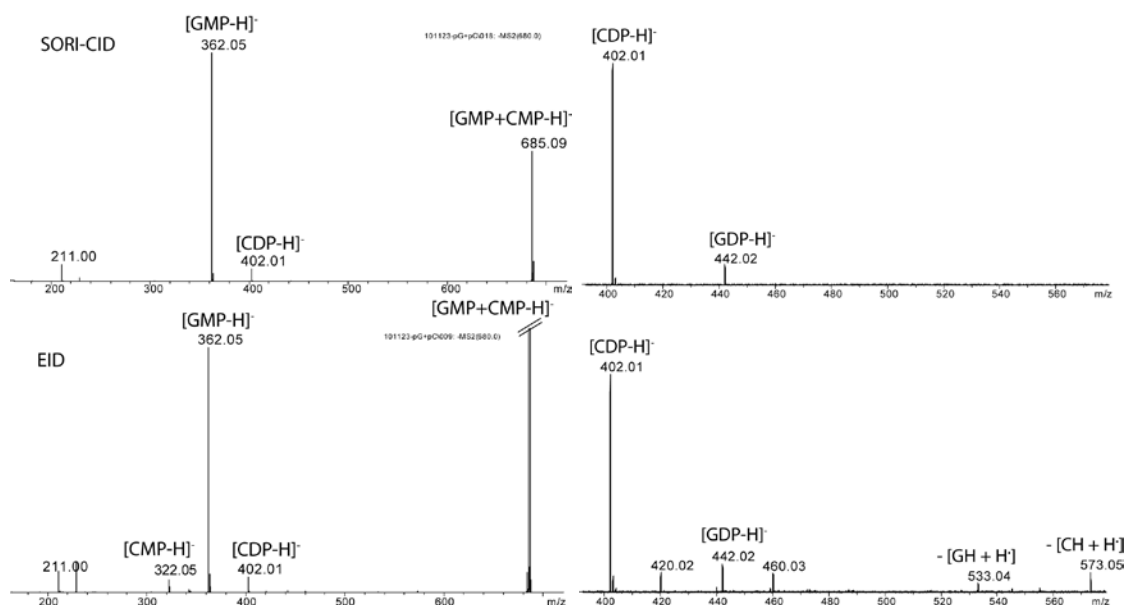 SORI-CID
[GMP-H]-
362.05
101123-pG+pC\018: -MS2(680.0)
[GMP+CMP-H]-
685.09
[CDP-H]-
402.01
211.00
200 300 400 500 600 m/z
[CDP-H]-
402.01
[GDP-H]-
442.02
400 420 440 460 480 500 520 540 560 m/z
EID
[GMP-H]-
362.05
[GMP+CMP-H]-
101123-pG+pC\009: -MS2(680.0)
[CMP-H]-
322.05
[CDP-H]-
402.01
211.00
200 300 400 500 600 m/z
[CDP-H]-
402.01
420.02
[GDP-H]-
442.02
460.03
- [GH + H•]
533.04
- [CH + H•]
573.05
400 420 440 460 480 500 520 540 560 m/z